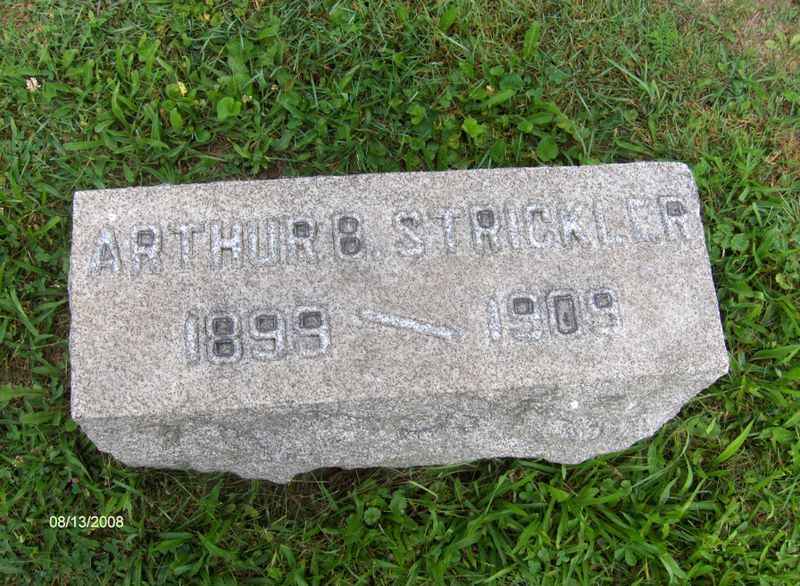 ARTHUR B. STRICKLER
1899 — 1909
08/13/2008